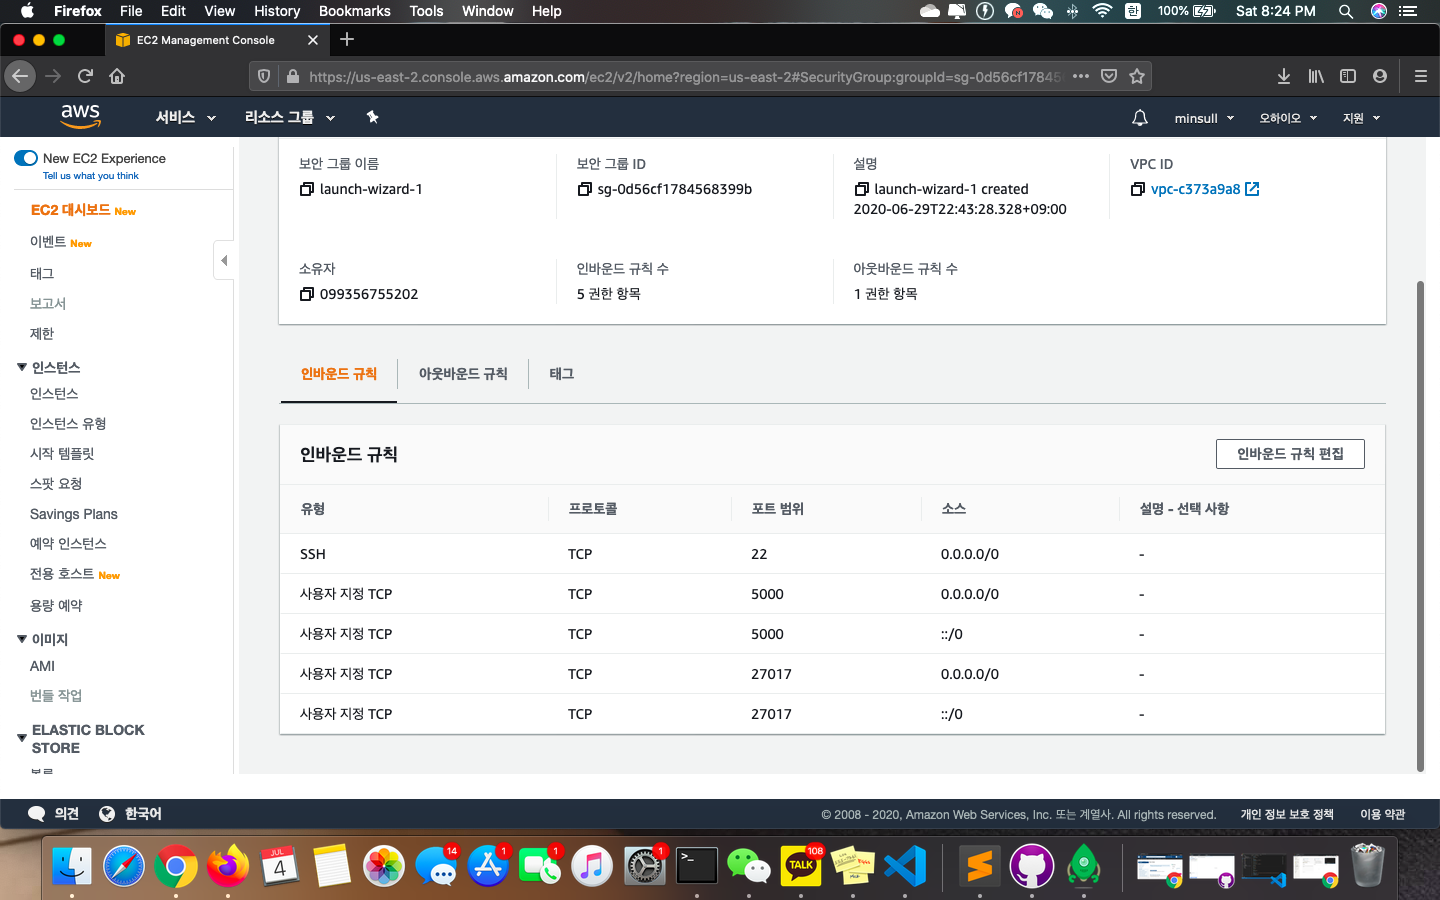 Firefox File Edit View History Bookmarks Tools Window Help
100% Sat 8:24 PM
EC2 Management Console
https://us-east-2.console.aws.amazon.com/ec2/v2/home?region=us-east-2#SecurityGroup:groupId=sg-0d56cf17845
aws 서비스 리소스 그룹 minsull 오하이오 지원
New EC2 Experience
Tell us what you think
EC2 대시보드 New
이벤트 New
태그
보고서
제한
인스턴스
인스턴스
인스턴스 유형
시작 템플릿
스팟 요청
Savings Plans
예약 인스턴스
전용 호스트 New
용량 예약
이미지
AMI
번들 작업
ELASTIC BLOCK
STORE
보안 그룹 이름
launch-wizard-1
보안 그룹 ID
sg-0d56cf1784568399b
설명
launch-wizard-1 created
2020-06-29T22:43:28.328+09:00
VPC ID
vpc-c373a9a8
소유자
099356755202
인바운드 규칙 수
5 권한 항목
아웃바운드 규칙 수
1 권한 항목
인바운드 규칙 아웃바운드 규칙 태그
인바운드 규칙 인바운드 규칙 편집
유형 프로토콜 포트 범위 소스 설명 - 선택 사항
SSH TCP 22 0.0.0.0/0 -
사용자 지정 TCP TCP 5000 0.0.0.0/0 -
사용자 지정 TCP TCP 5000 ::/0 -
사용자 지정 TCP TCP 27017 0.0.0.0/0 -
사용자 지정 TCP TCP 27017 ::/0 -
의견 한국어 © 2008 - 2020, Amazon Web Services, Inc. 또는 계열사. All rights reserved. 개인 정보 보호 정책 이용 약관
JUL
4
14
1
1
1
TALK
108